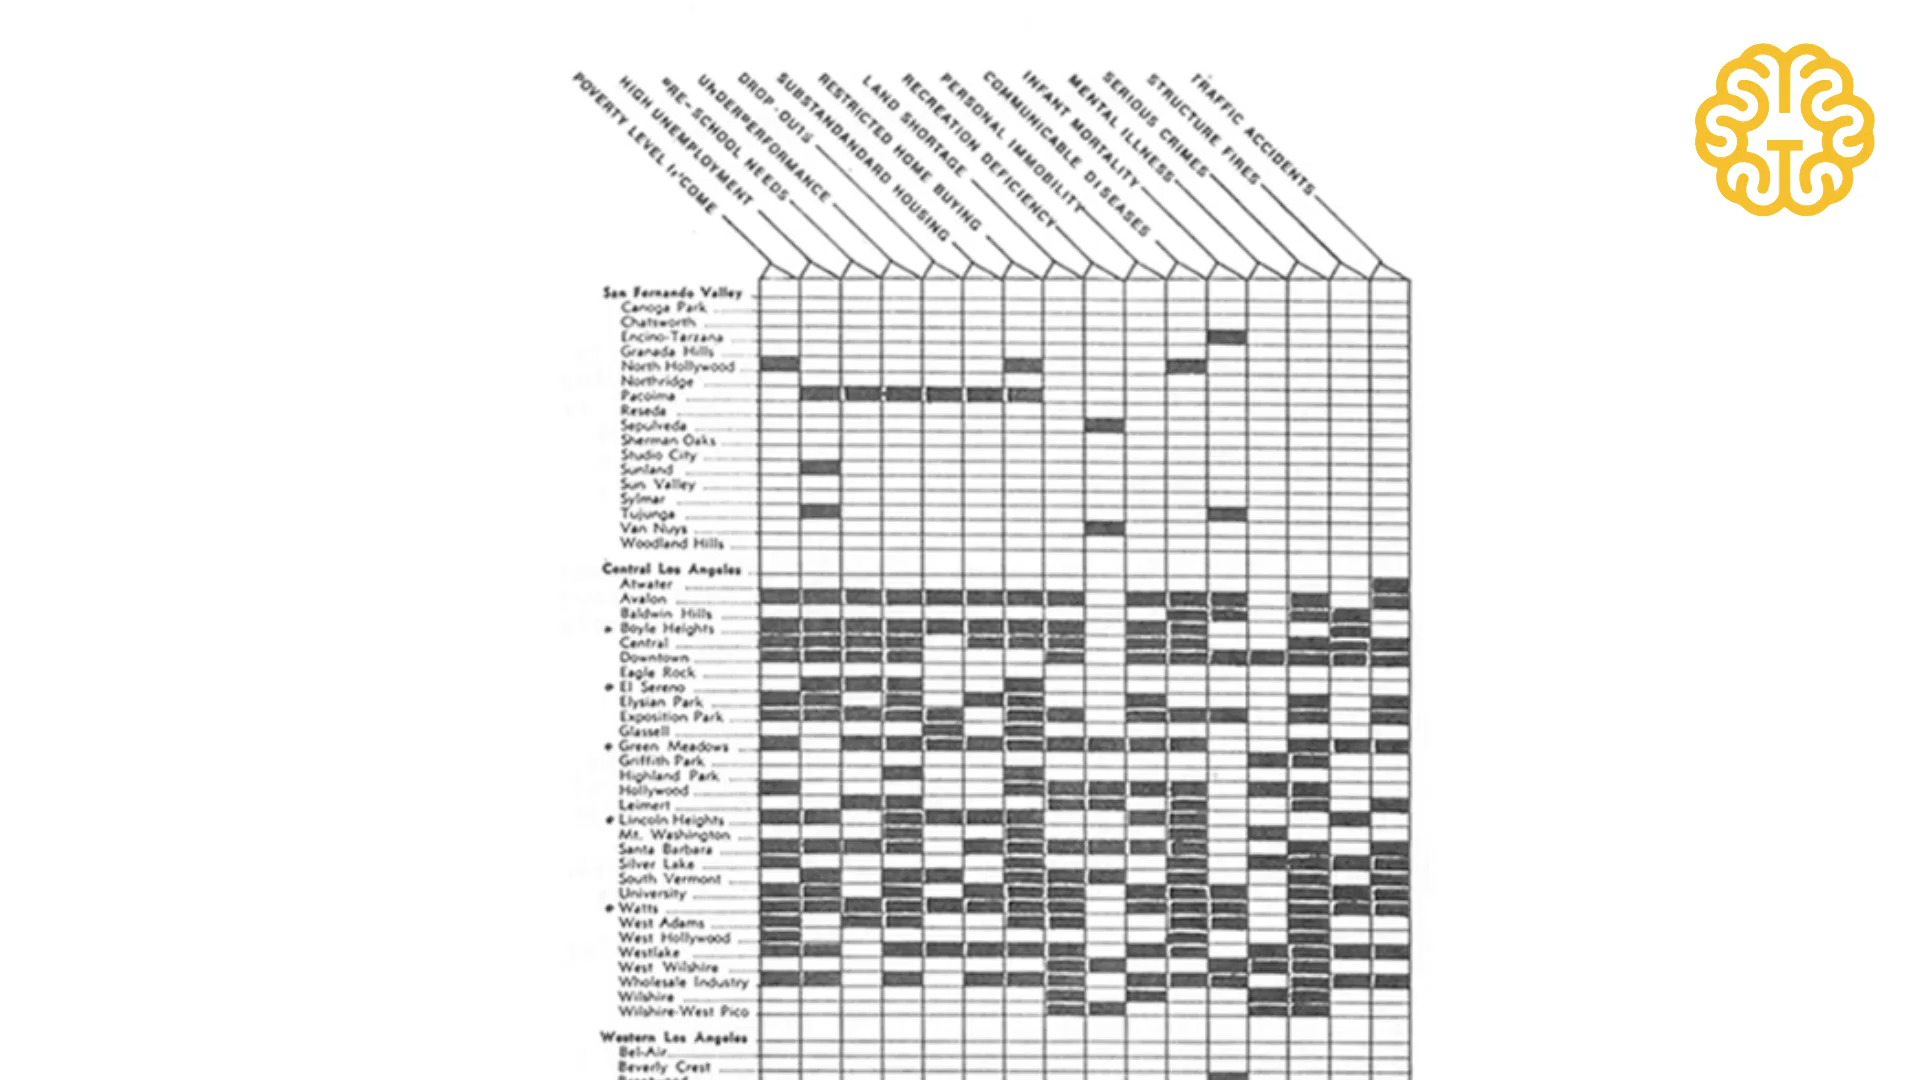 POVERTY LEVEL INCOME
HIGH UNEMPLOYMENT
PRE-SCHOOL NEEDS
UNDERPERFORMANCE
DROP-OUTS
SUBSTANDANDARD HOUSING
RESTRICTED HOME BUYING
LAND SHORTAGE
RECREATION DEFICIENCY
PERSONAL IMMOBILITY
COMMUNICABLE DISEASES
INFANT MORTALITY
MENTAL ILLNESS
SERIOUS CRIMES
STRUCTURE FIRES
TRAFFIC ACCIDENTS
San Fernando Valley
Canoga Park
Chatsworth
Encino-Tarzana
Granada Hills
North Hollywood
Northridge
Pacoima
Reseda
Sepulveda
Sherman Oaks
Studio City
Sunland
Sun Valley
Sylmar
Tujunga
Van Nuys
Woodland Hills
Central Los Angeles
Atwater
Avalon
Baldwin Hills
Boyle Heights
Central
Downtown
Eagle Rock
El Sereno
Elysian Park
Exposition Park
Glassell
Green Meadows
Griffith Park
Highland Park
Hollywood
Leimert
Lincoln Heights
Mt. Washington
Santa Barbara
Silver Lake
South Vermont
University
Watts
West Adams
West Hollywood
Westlake
West Wilshire
Wholesale Industry
Wilshire
Wilshire-West Pico
Western Los Angeles
Bel-Air
Beverly Crest